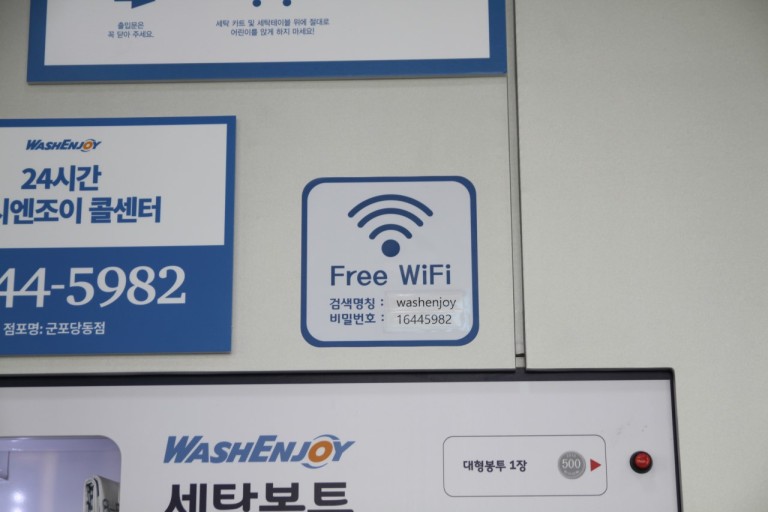 출입문은
꼭 닫아 주세요.
세탁 카트 및 세탁테이블 뒤에 절대로
어린이를 앉게 하지 마세요!
WASHENJOY
24시간
엔조이 콜센터
44-5982
점포명: 군포당동점
Free WiFi
검색명칭 : washenjoy
비밀번호 : 16445982
WASHENJOY
세탁봉투
대형봉투 1장
500